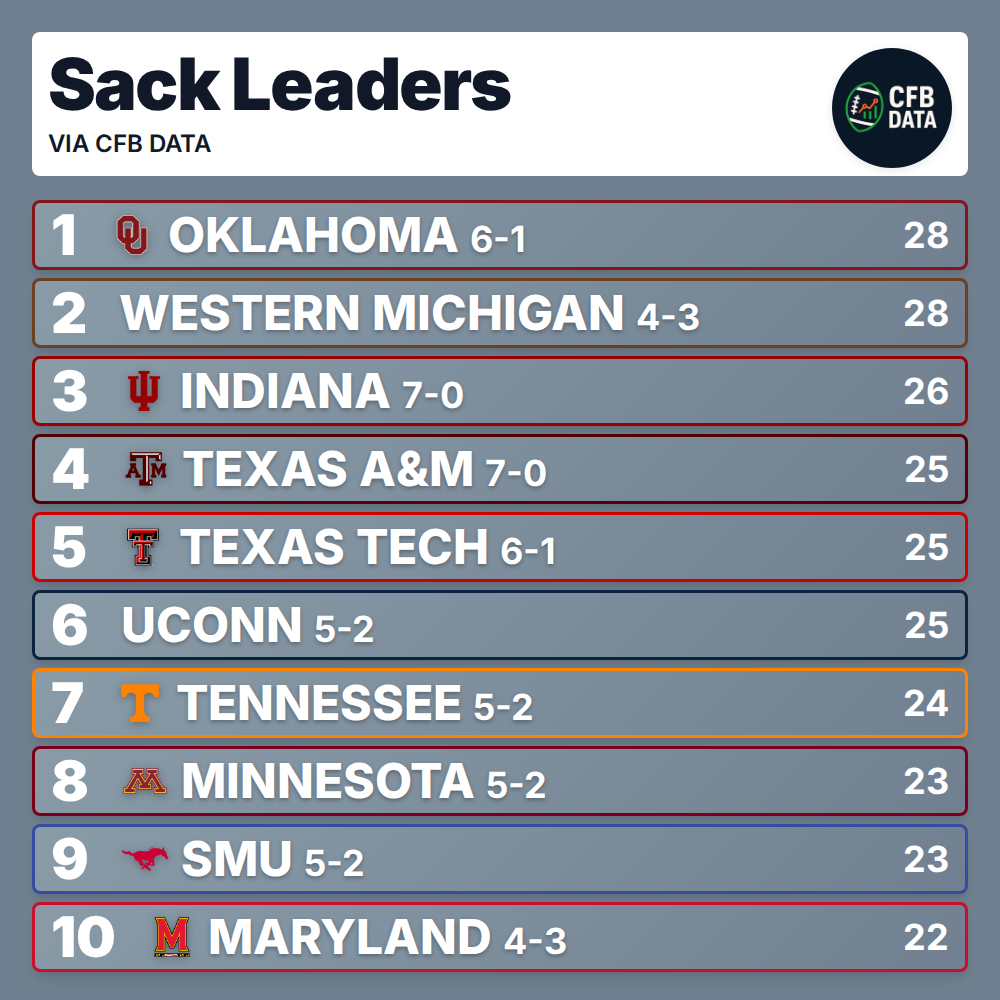 Sack Leaders
VIA CFB DATA
CFB
DATA
1 OU OKLAHOMA 6-1 28
2 WESTERN MICHIGAN 4-3 28
3 INDIANA 7-0 26
4 ATM TEXAS A&M 7-0 25
5 T TEXAS TECH 6-1 25
6 UCONN 5-2 25
7 T TENNESSEE 5-2 24
8 M MINNESOTA 5-2 23
9 SMU 5-2 23
10 M MARYLAND 4-3 22